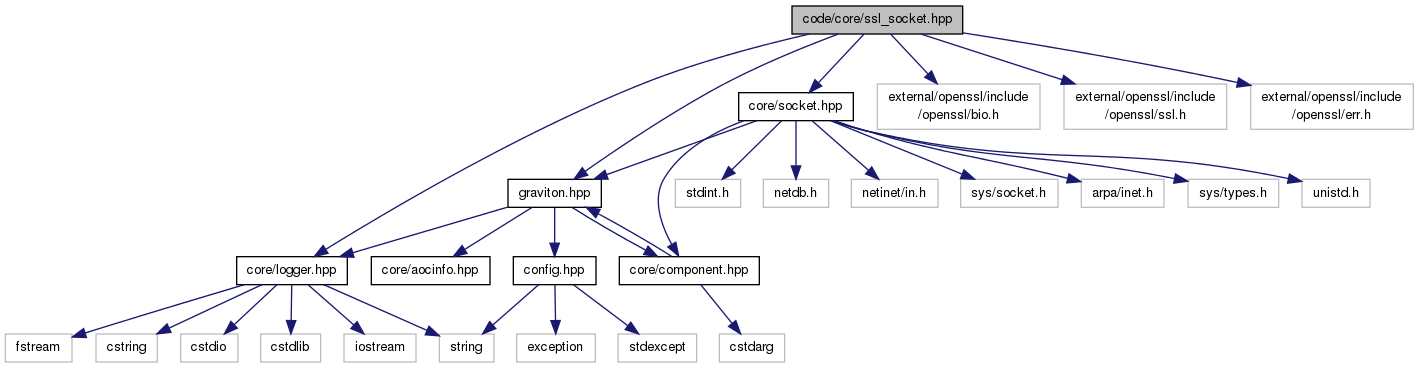 code/core/ssl_socket.hpp
core/socket.hpp
external/openssl/include
/openssl/bio.h
external/openssl/include
/openssl/ssl.h
external/openssl/include
/openssl/err.h
graviton.hpp
stdint.h
netdb.h
netinet/in.h
sys/socket.h
arpa/inet.h
sys/types.h
unistd.h
core/logger.hpp
core/aocinfo.hpp
config.hpp
core/component.hpp
fstream
cstring
cstdio
cstdlib
iostream
string
exception
stdexcept
cstdarg